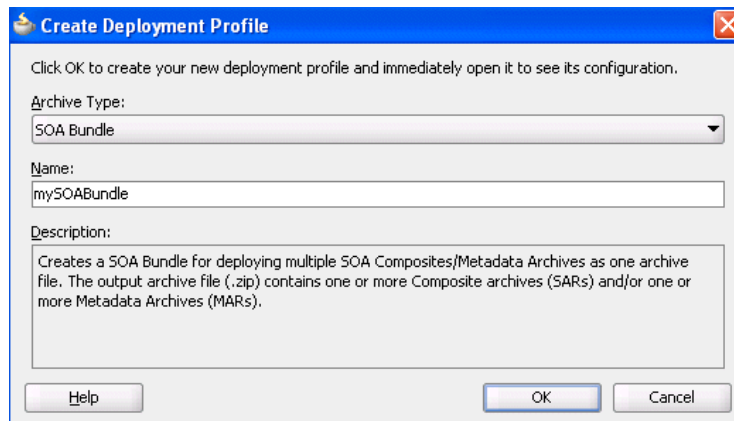 Create Deployment Profile
Click OK to create your new deployment profile and immediately open it to see its configuration.
Archive Type:
SOA Bundle
Name:
mySOABundle
Description:
Creates a SOA Bundle for deploying multiple SOA Composites/Metadata Archives as one archive
file. The output archive file (.zip) contains one or more Composite archives (SARs) and/or one or
more Metadata Archives (MARs).
Help
OK
Cancel